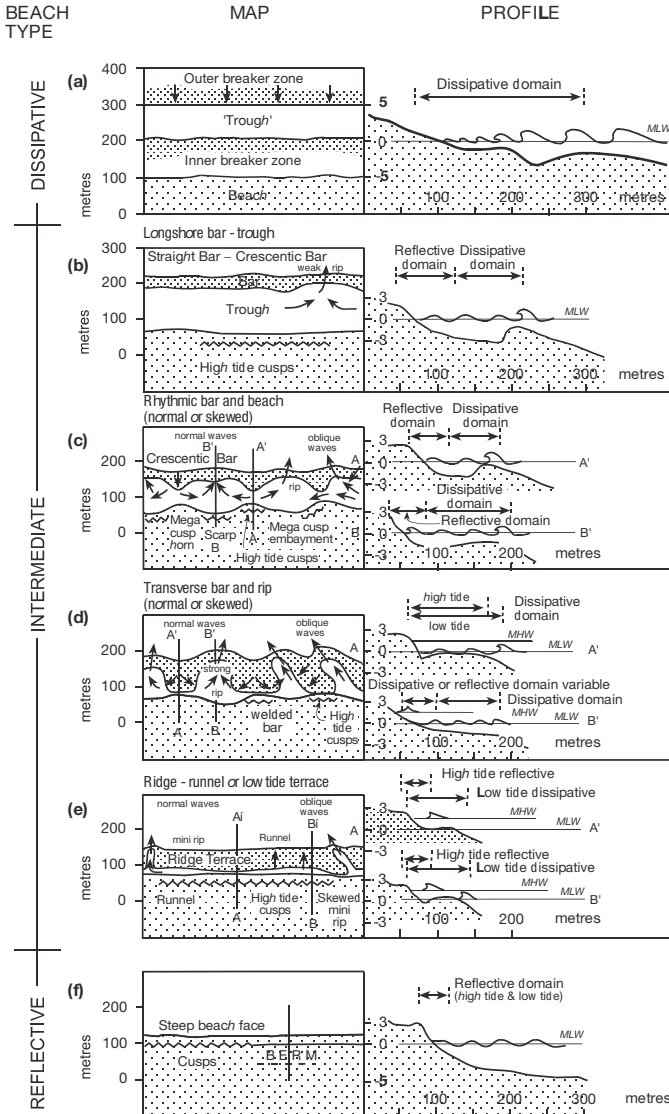 BEACH TYPE MAP PROFILE
DISSIPATIVE
INTERMEDIATE
REFLECTIVE
(a)
metres
400
300
200
100
0
Outer breaker zone
'Trough'
Inner breaker zone
Beach
Dissipative domain
5
0
-5
MLW
100 200 300
metres
Longshore bar - trough
(b)
metres
300
200
100
0
Straight Bar – Crescentic Bar
weak rip
Bar
Trough
High tide cusps
Reflective domain
Dissipative domain
3
0
-3
MLW
100 200
metres
Rhythmic bar and beach
(normal or skewed)
(c)
metres
200
100
0
normal waves
B' A'
oblique waves
A
Crescentic Bar
rip
Mega cusp horn
Scarp
B
A
High tide cusps
Mega cusp embayment
B
Reflective domain
Dissipative domain
3
0
-3
A'
Dissipative domain
Reflective domain
3
0
-3
B'
100 200
metres
Transverse bar and rip
(normal or skewed)
(d)
metres
200
100
0
normal waves
A' B'
oblique waves
A
strong
rip
A
B
welded bar
High tide cusps
high tide
low tide
Dissipative domain
3
0
-3
MHW
MLW
A'
Dissipative or reflective domain variable
Dissipative domain
3
0
-3
MHW
MLW
B'
100 200
metres
Ridge - runnel or low tide terrace
(e)
metres
200
100
0
normal waves
Aí
oblique waves
Bí
A
mini rip
Runnel
Ridge Terrace
Runnel
A
High tide cusps
B
Skewed mini rip
High tide reflective
Low tide dissipative
3
0
-3
MHW
MLW
A'
High tide reflective
Low tide dissipative
3
0
-3
MHW
MLW
B'
100 200
metres
(f)
metres
200
100
0
Steep beach face
Cusps
BERM
Reflective domain
(high tide & low tide)
3
0
-5
MLW
100 200 300
metres